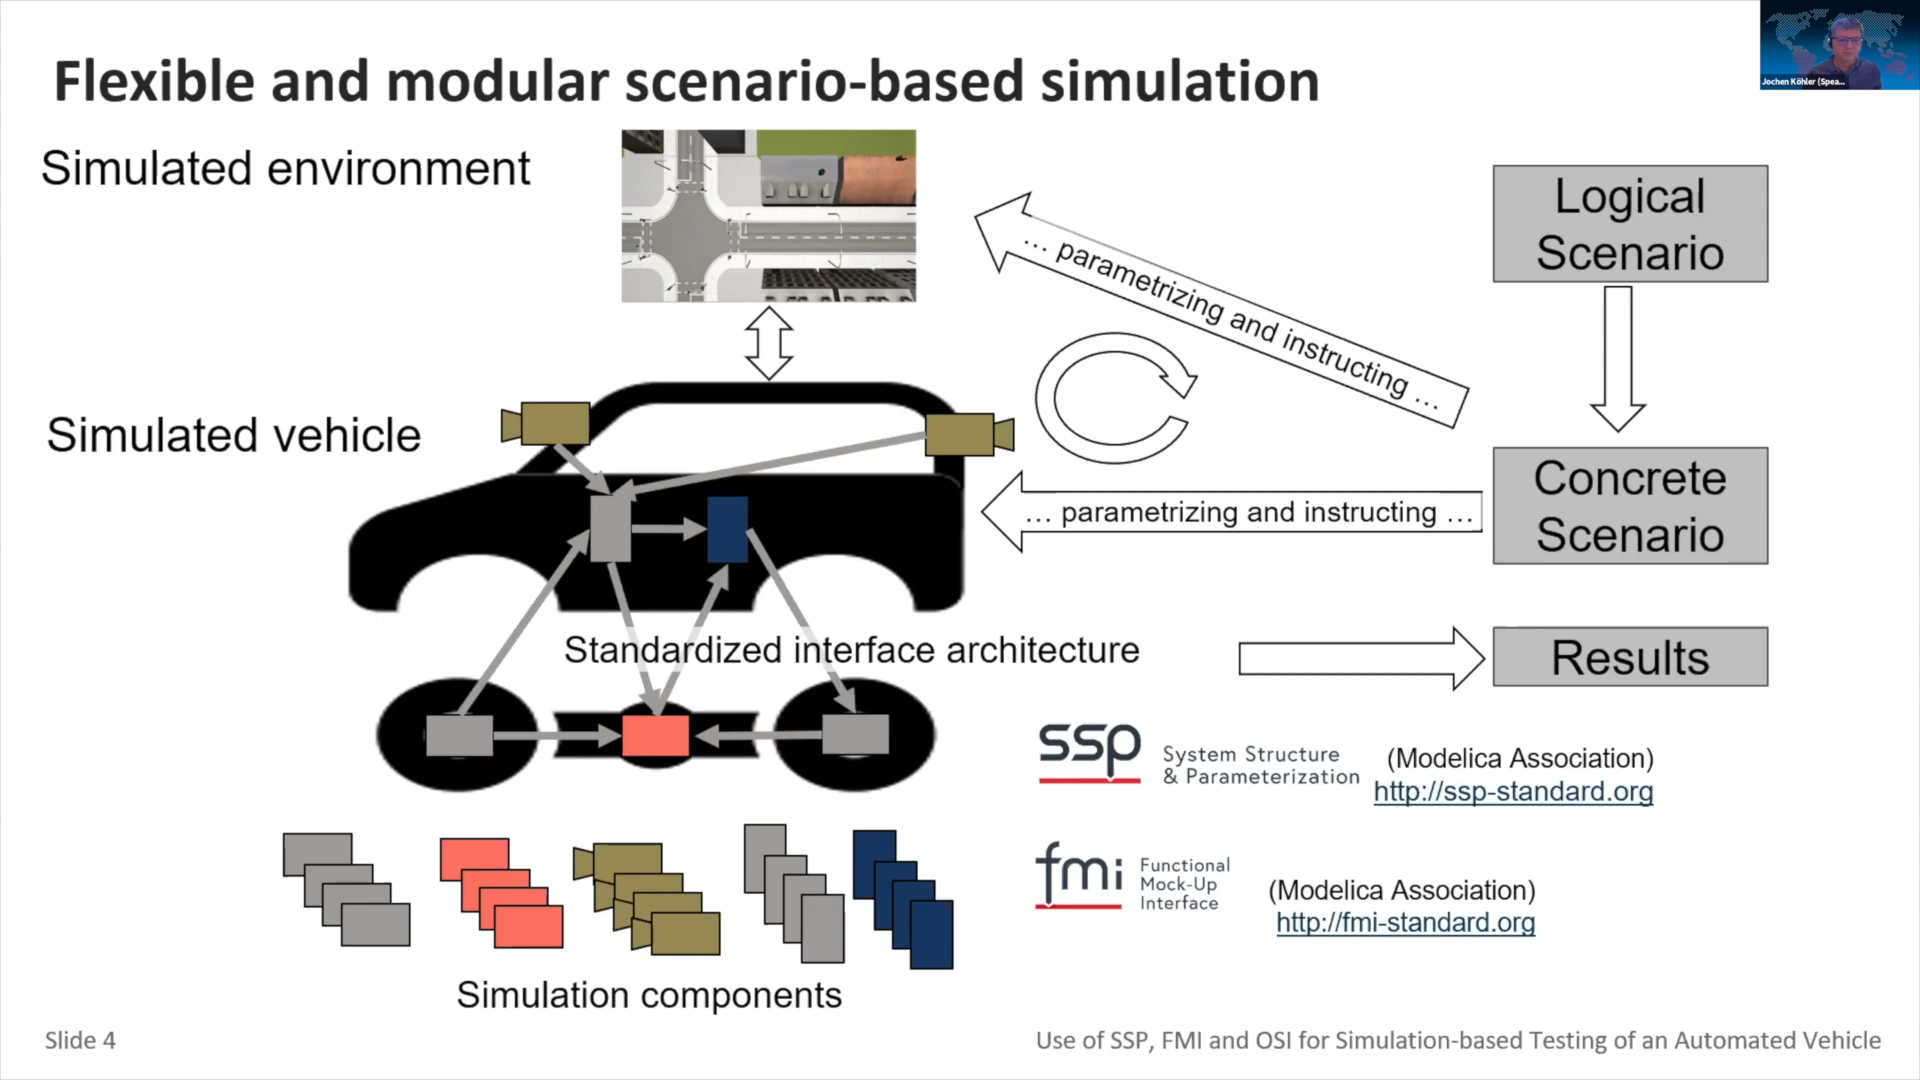 Flexible and modular scenario-based simulation
Jochen Köhler (Spea...
Simulated environment
Logical
Scenario
... parametrizing and instructing ...
Simulated vehicle
Concrete
Scenario
... parametrizing and instructing ...
Standardized interface architecture
Results
ssp
System Structure
& Parameterization
(Modelica Association)
http://ssp-standard.org
fmi
Functional
Mock-Up
Interface
(Modelica Association)
http://fmi-standard.org
Simulation components
Slide 4
Use of SSP, FMI and OSI for Simulation-based Testing of an Automated Vehicle